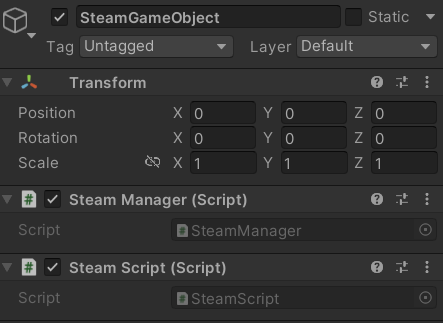 SteamGameObject Static
Tag Untagged Layer Default
Transform
Position X 0 Y 0 Z 0
Rotation X 0 Y 0 Z 0
Scale X 1 Y 1 Z 1
# Steam Manager (Script)
Script # SteamManager
# Steam Script (Script)
Script # SteamScript